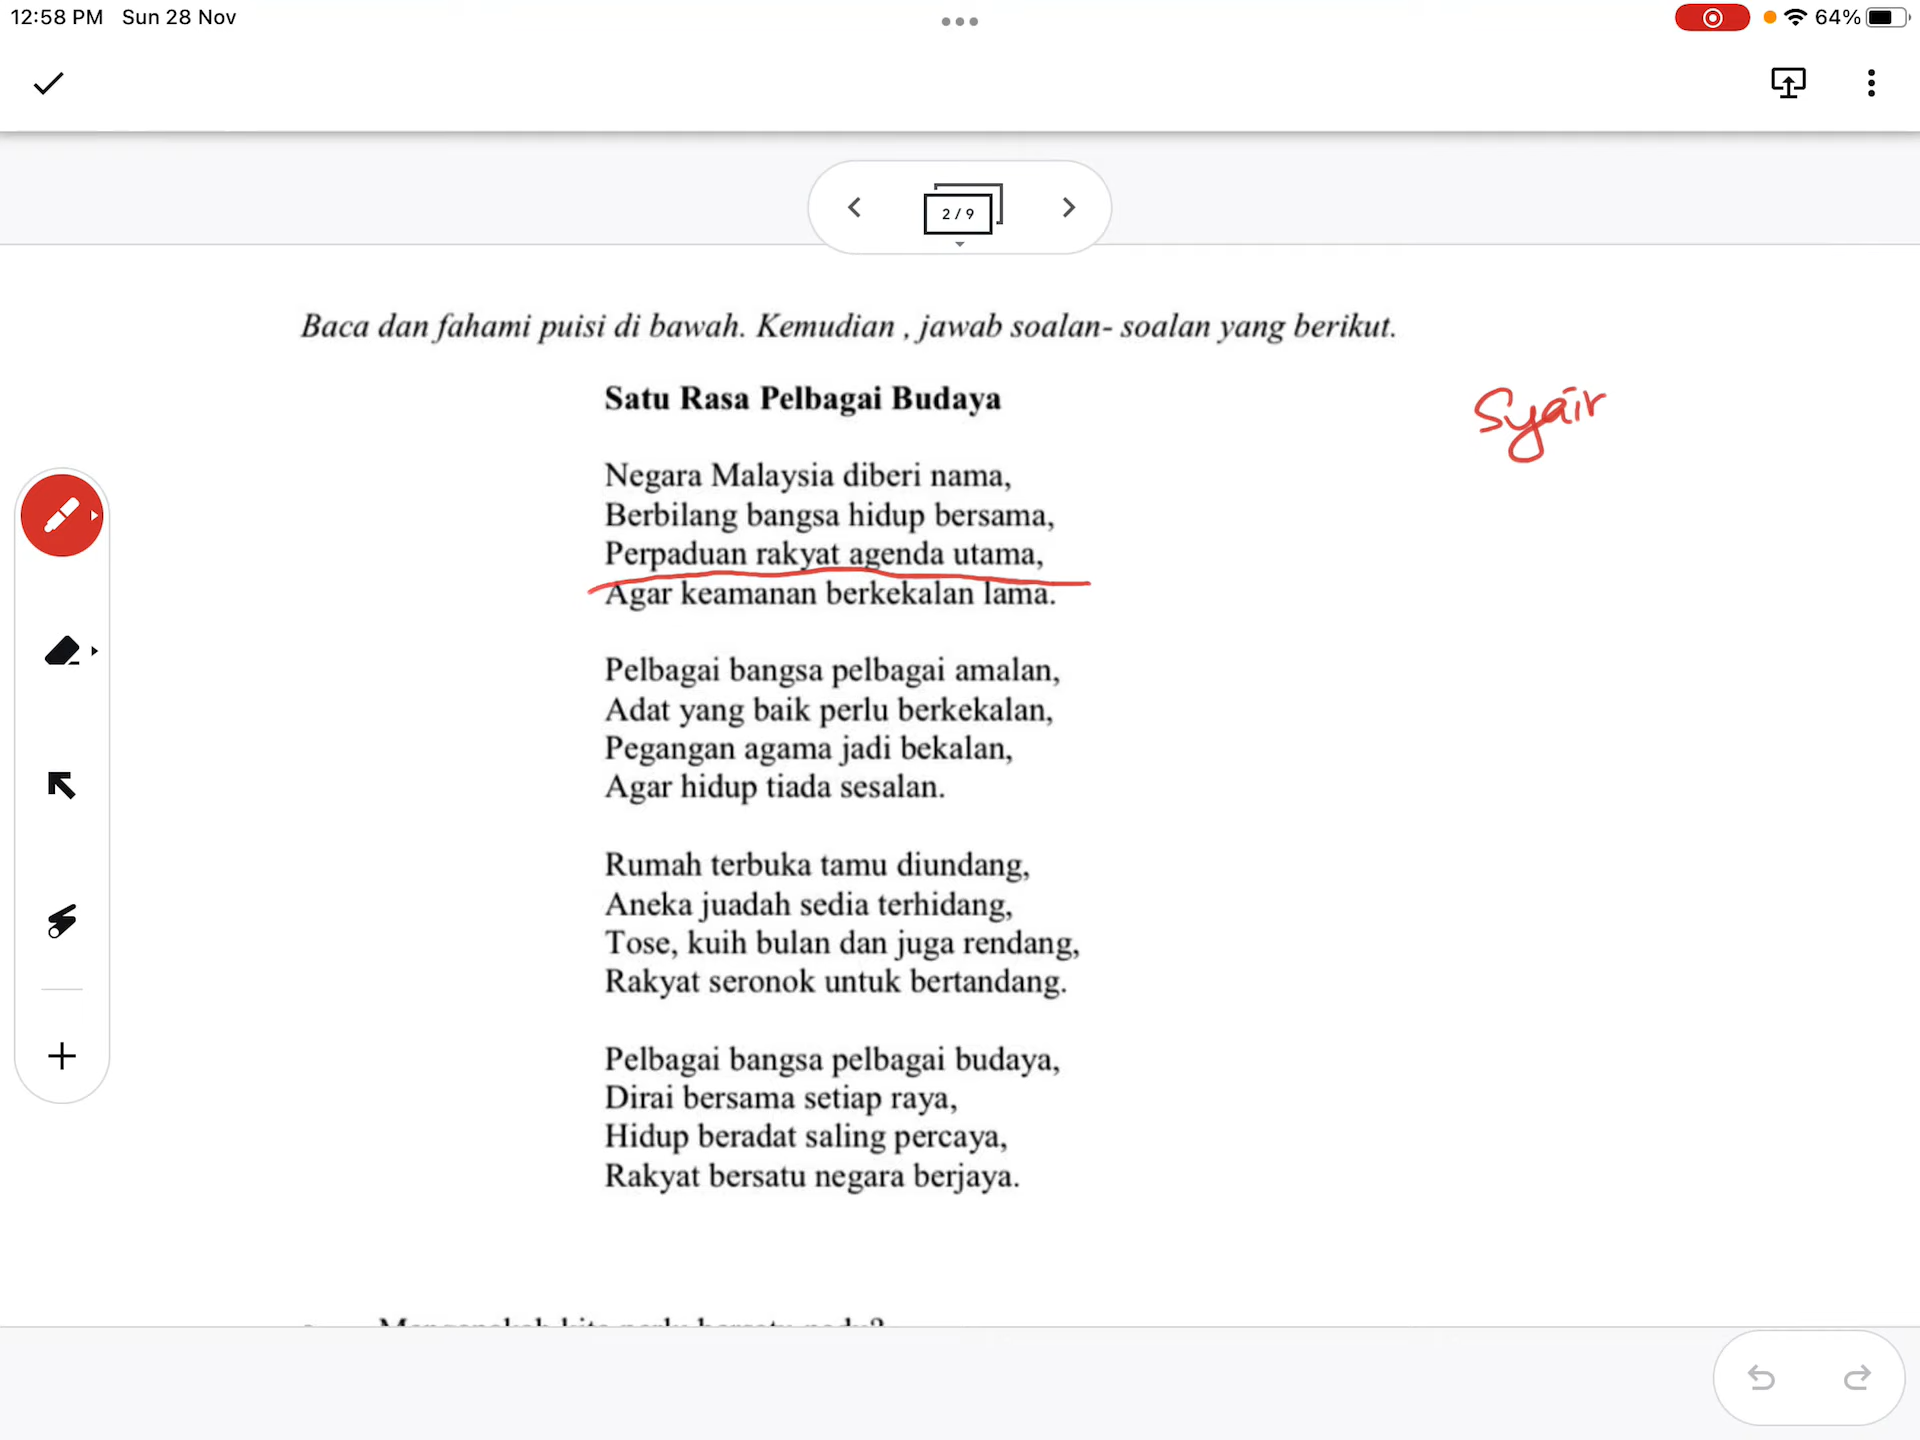 12:58 PM Sun 28 Nov
64%
2 / 9
Baca dan fahami puisi di bawah. Kemudian , jawab soalan- soalan yang berikut.
Satu Rasa Pelbagai Budaya
Syair
Negara Malaysia diberi nama,
Berbilang bangsa hidup bersama,
Perpaduan rakyat agenda utama,
Agar keamanan berkekalan lama.
Pelbagai bangsa pelbagai amalan,
Adat yang baik perlu berkekalan,
Pegangan agama jadi bekalan,
Agar hidup tiada sesalan.
Rumah terbuka tamu diundang,
Aneka juadah sedia terhidang,
Tose, kuih bulan dan juga rendang,
Rakyat seronok untuk bertandang.
Pelbagai bangsa pelbagai budaya,
Dirai bersama setiap raya,
Hidup beradat saling percaya,
Rakyat bersatu negara berjaya.